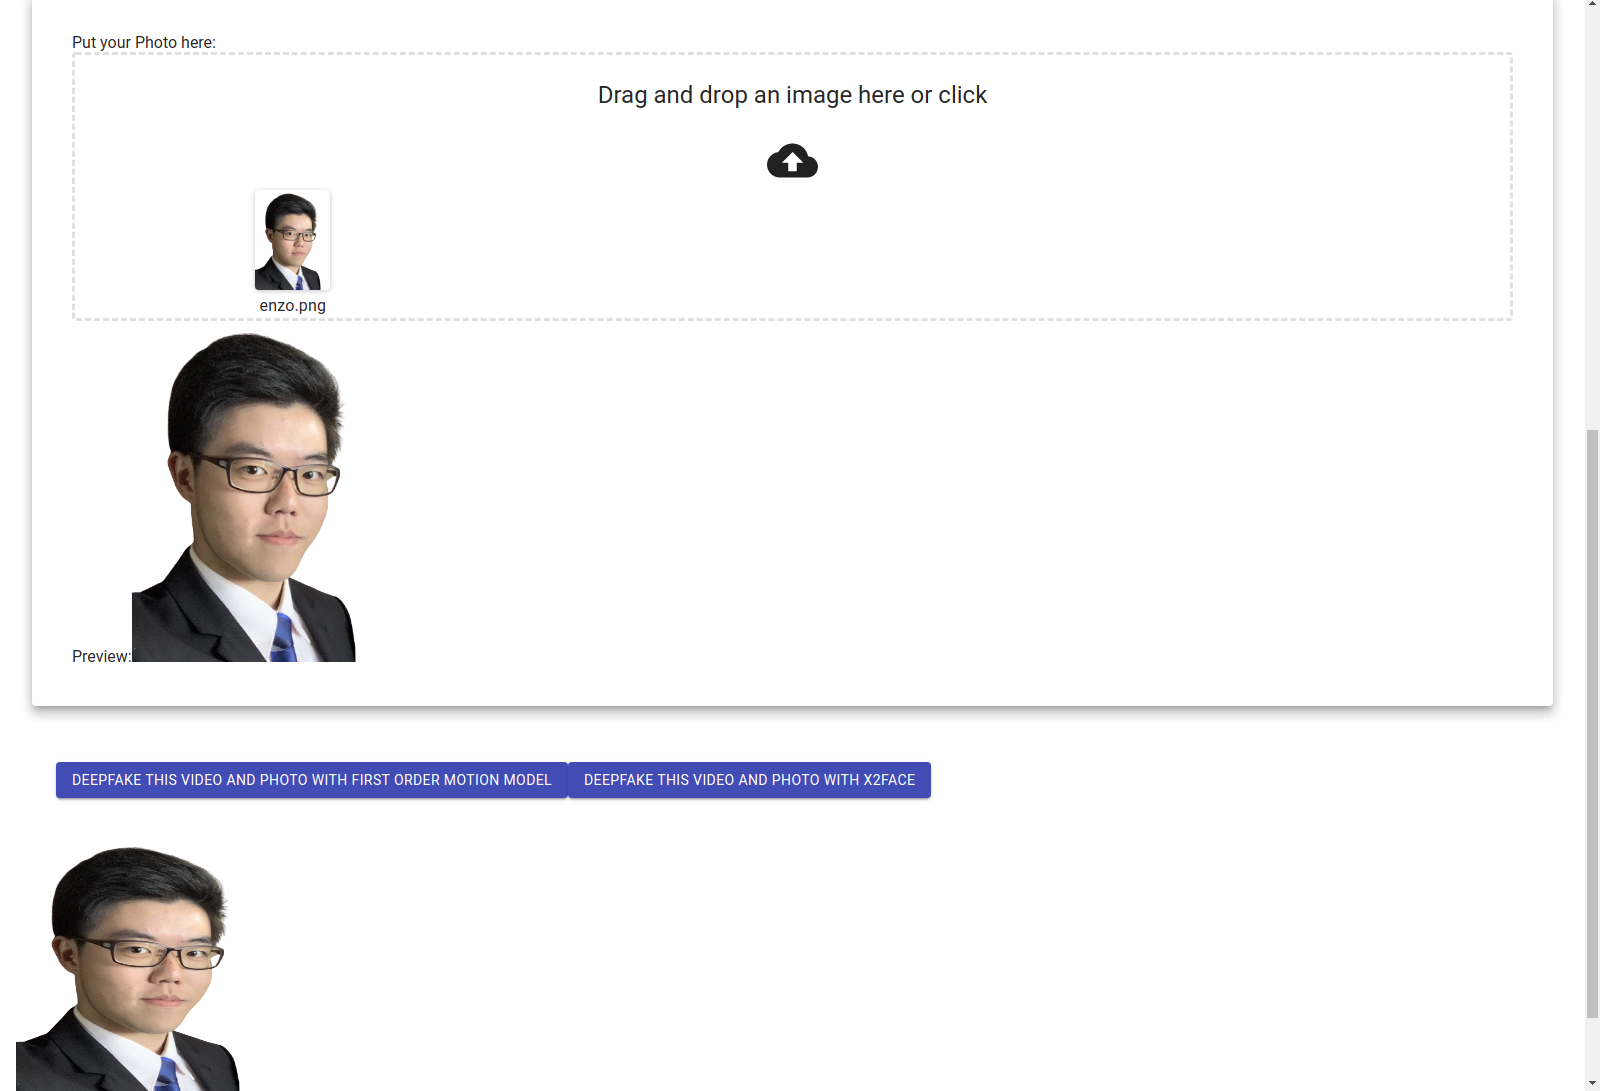 Put your Photo here:
Drag and drop an image here or click
enzo.png
Preview:
DEEPFAKE THIS VIDEO AND PHOTO WITH FIRST ORDER MOTION MODEL
DEEPFAKE THIS VIDEO AND PHOTO WITH X2FACE